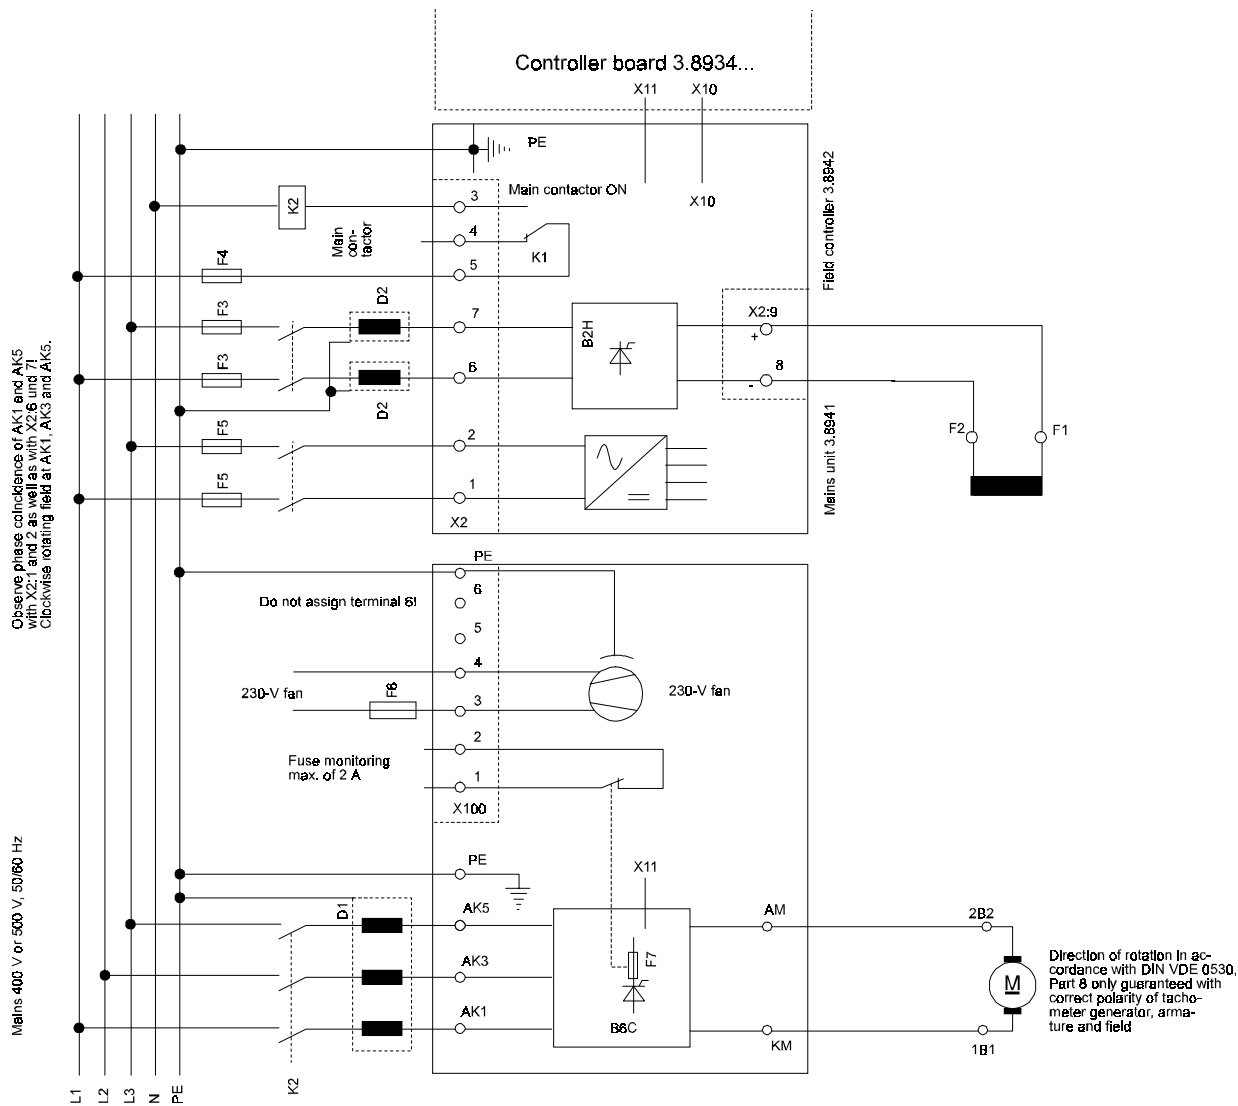 Controller board 3.8934...
X11
X10
PE
Main contactor ON
X10
Field controller 3.8942
K2
3
Main
con-
tactor
4
K1
F4
5
F3
D2
7
B2H
X2:9
+
F3
6
8
-
D2
Mains unit 3.8941
F2
F1
F5
2
F5
1
X2
Observe phase coincidence of AK1 and AK5
with X2:1 and 2 as well as with X2:6 und 7!
Clockwise rotating field at AK1, AK3 and AK5.
PE
Do not assign terminal 6!
6
5
4
230-V fan
F6
3
230-V fan
2
Fuse monitoring
max. of 2 A
1
X100
Mains 400 V or 500 V, 50/60 Hz
PE
X11
D1
AK5
AM
2B2
AK3
F7
M
Direction of rotation in ac-
cordance with DIN VDE 0530,
Part 8 only guaranteed with
correct polarity of tacho-
meter generator, arma-
ture and field
AK1
B6C
KM
1B1
K2
L1
L2
L3
N
PE